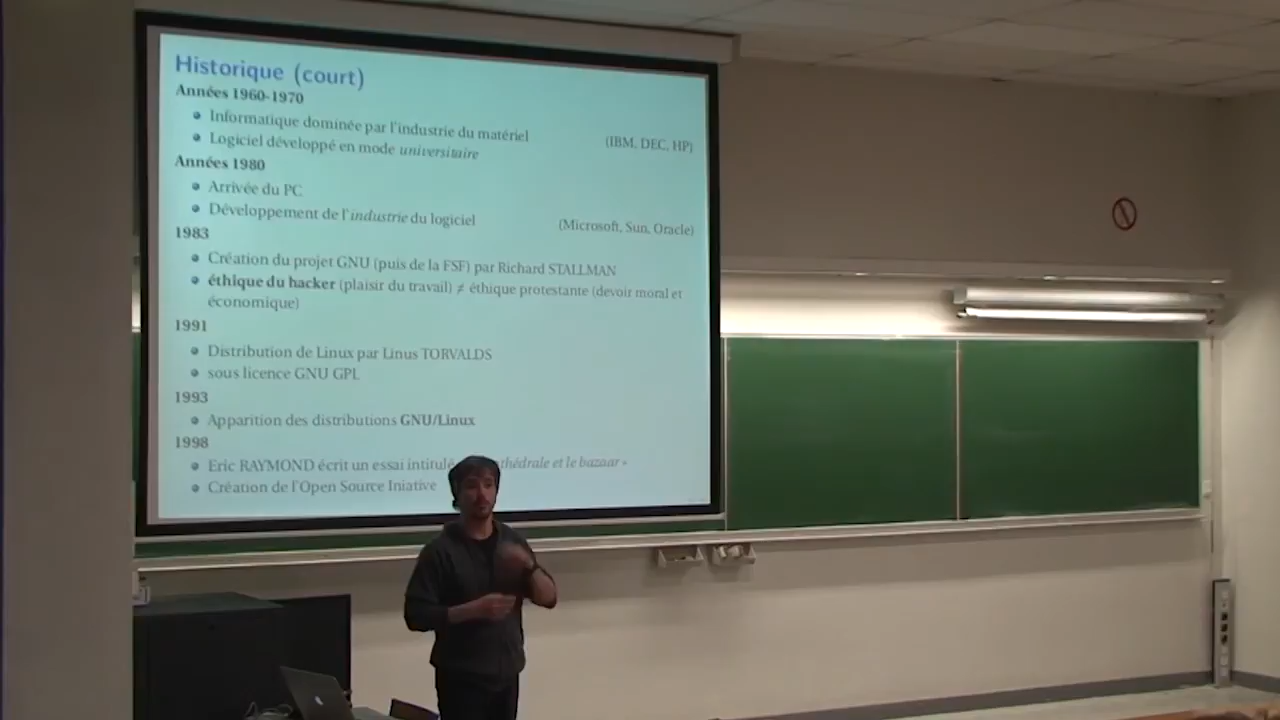 Historique (court)
Années 1960-1970
Informatique dominée par l'industrie du matériel (IBM, DEC, HP)
Logiciel développé en mode universitaire
Années 1980
Arrivée du PC
Développement de l'industrie du logiciel (Microsoft, Sun, Oracle)
1983
Création du projet GNU (puis de la FSF) par Richard STALLMAN
éthique du hacker (plaisir du travail) ≠ éthique protestante (devoir moral et
économique)
1991
Distribution de Linux par Linus TORVALDS
sous licence GNU GPL
1993
Apparition des distributions GNU/Linux
1998
Eric RAYMOND écrit un essai intitulé thédrale et le bazaar »
Création de l'Open Source Iniative